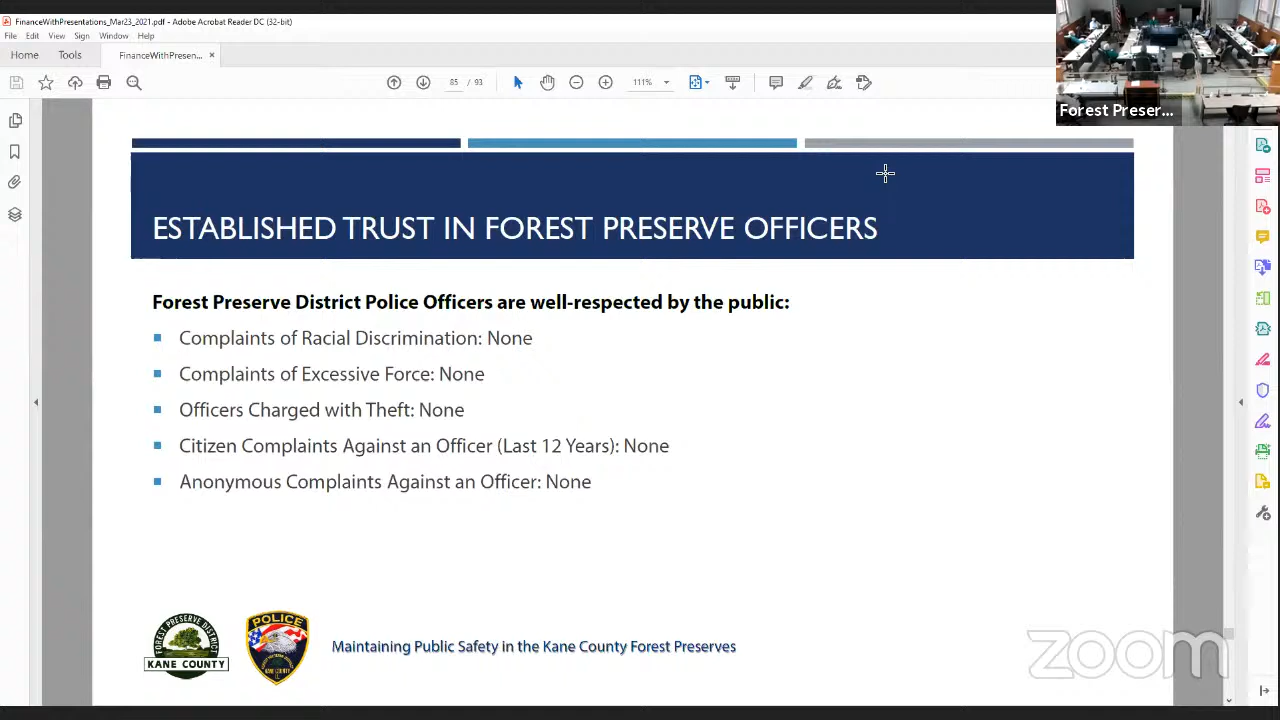 FinanceWithPresentations_Mar23_2021.pdf - Adobe Acrobat Reader DC (32-bit)
File Edit View Sign Window Help
Home Tools FinanceWithPresen... ×
85 / 93 111%
Forest Preser...
ESTABLISHED TRUST IN FOREST PRESERVE OFFICERS
Forest Preserve District Police Officers are well-respected by the public:
Complaints of Racial Discrimination: None
Complaints of Excessive Force: None
Officers Charged with Theft: None
Citizen Complaints Against an Officer (Last 12 Years): None
Anonymous Complaints Against an Officer: None
FOREST PRESERVE DISTRICT
KANE COUNTY
POLICE
KANE COUNTY
Maintaining Public Safety in the Kane County Forest Preserves
zoom